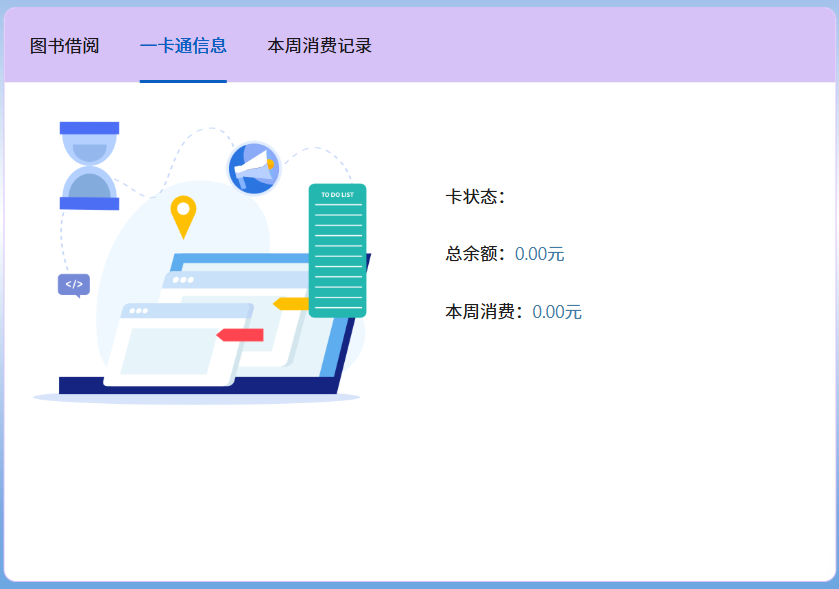 图书借阅 一卡通信息 本周消费记录
TO DO LIST
卡状态：
总余额：0.00元
</>
本周消费：0.00元